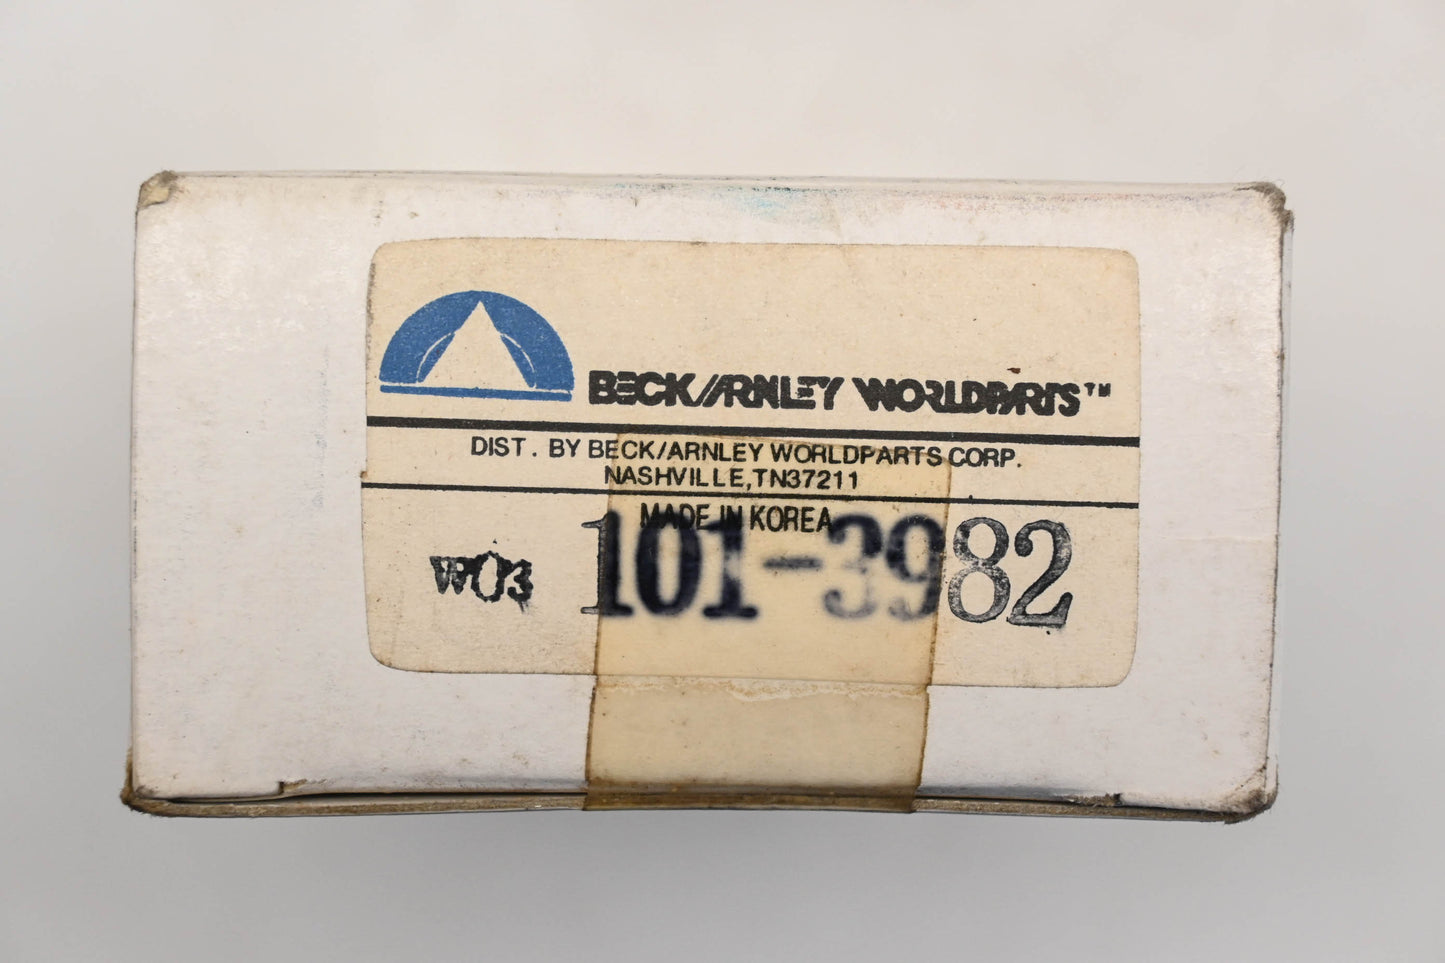 BECK/ARNLEY WORLDPARTS™
DIST. BY BECK/ARNLEY WORLDPARTS CORP.
NASHVILLE,TN37211
MADE IN KOREA
W03 101-3982